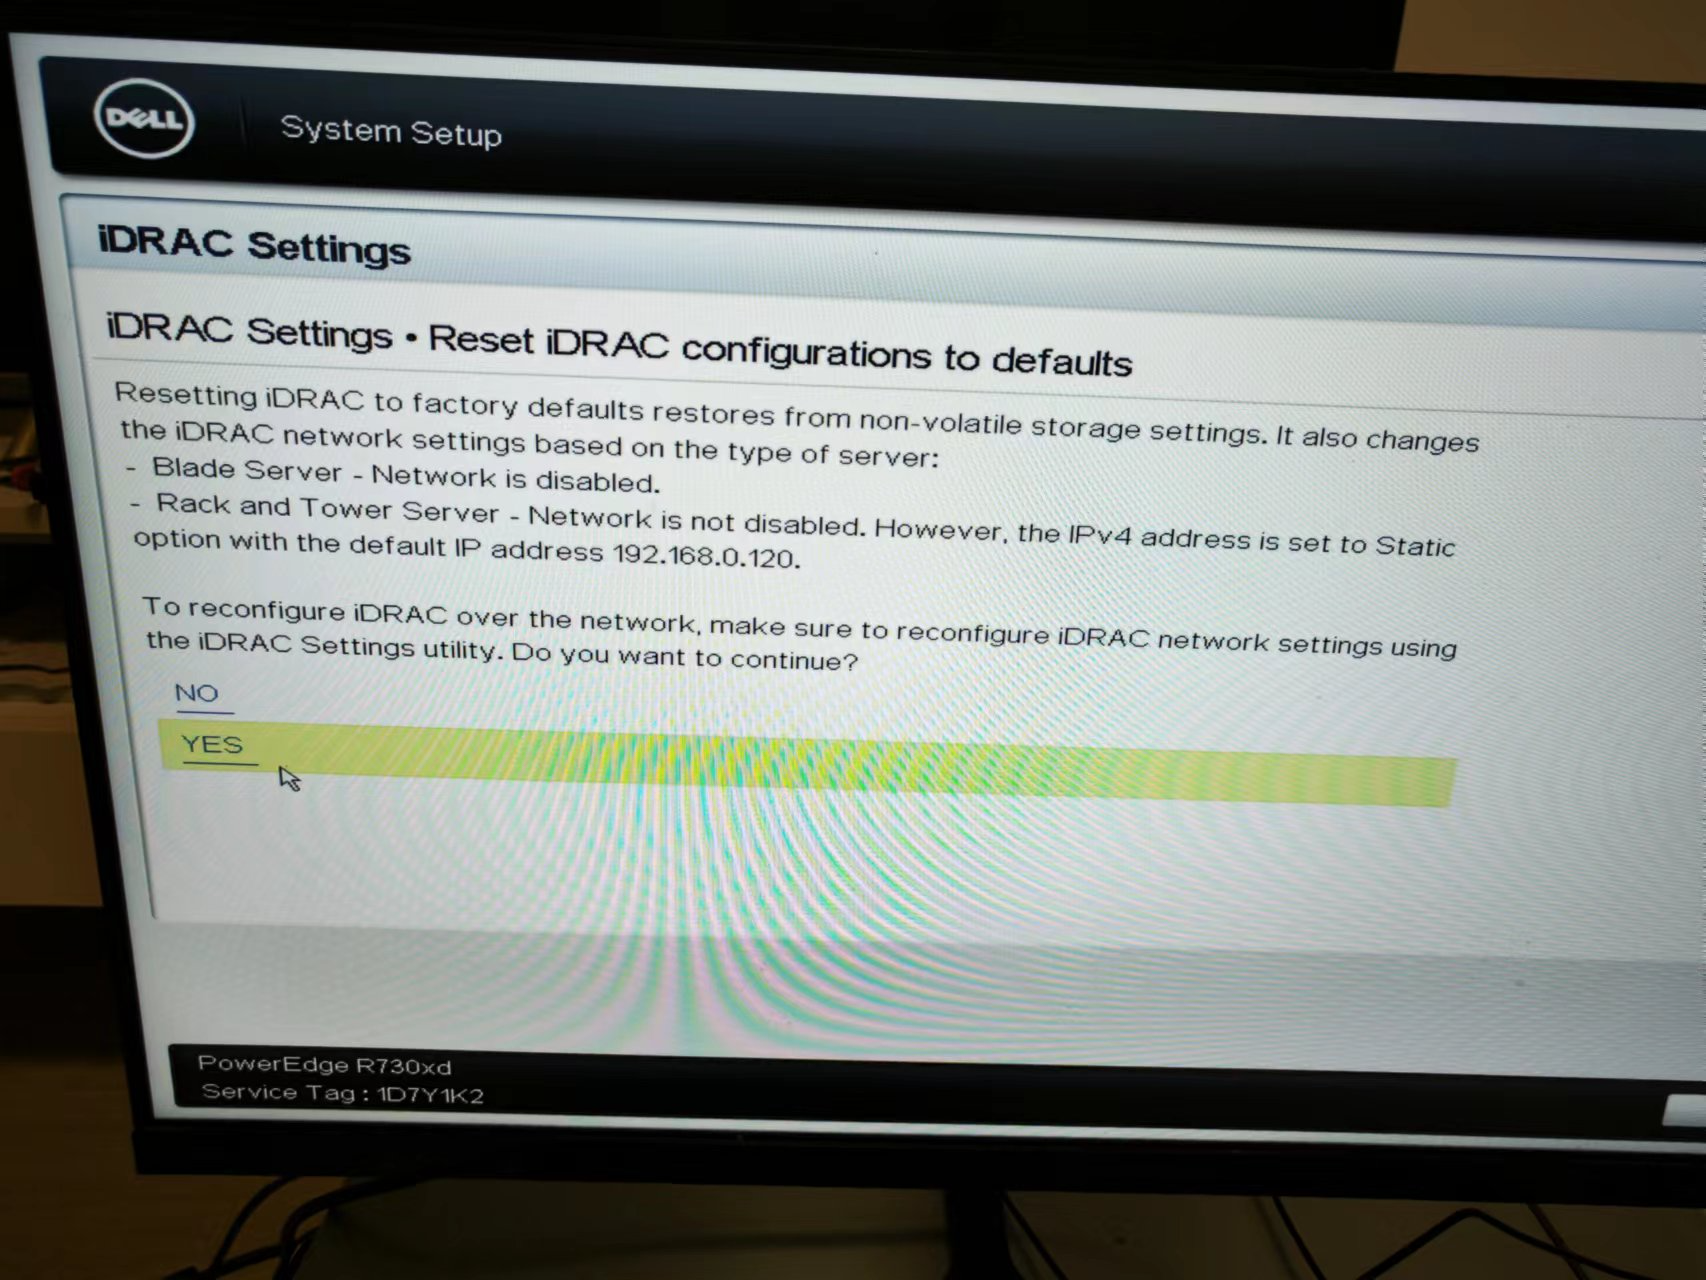 DELL
System Setup
iDRAC Settings
iDRAC Settings • Reset iDRAC configurations to defaults
Resetting iDRAC to factory defaults restores from non-volatile storage settings. It also changes
the iDRAC network settings based on the type of server:
- Blade Server - Network is disabled.
- Rack and Tower Server - Network is not disabled. However, the IPv4 address is set to Static
option with the default IP address 192.168.0.120.
To reconfigure iDRAC over the network, make sure to reconfigure iDRAC network settings using
the iDRAC Settings utility. Do you want to continue?
NO
YES
PowerEdge R730xd
Service Tag : 1D7Y1K2